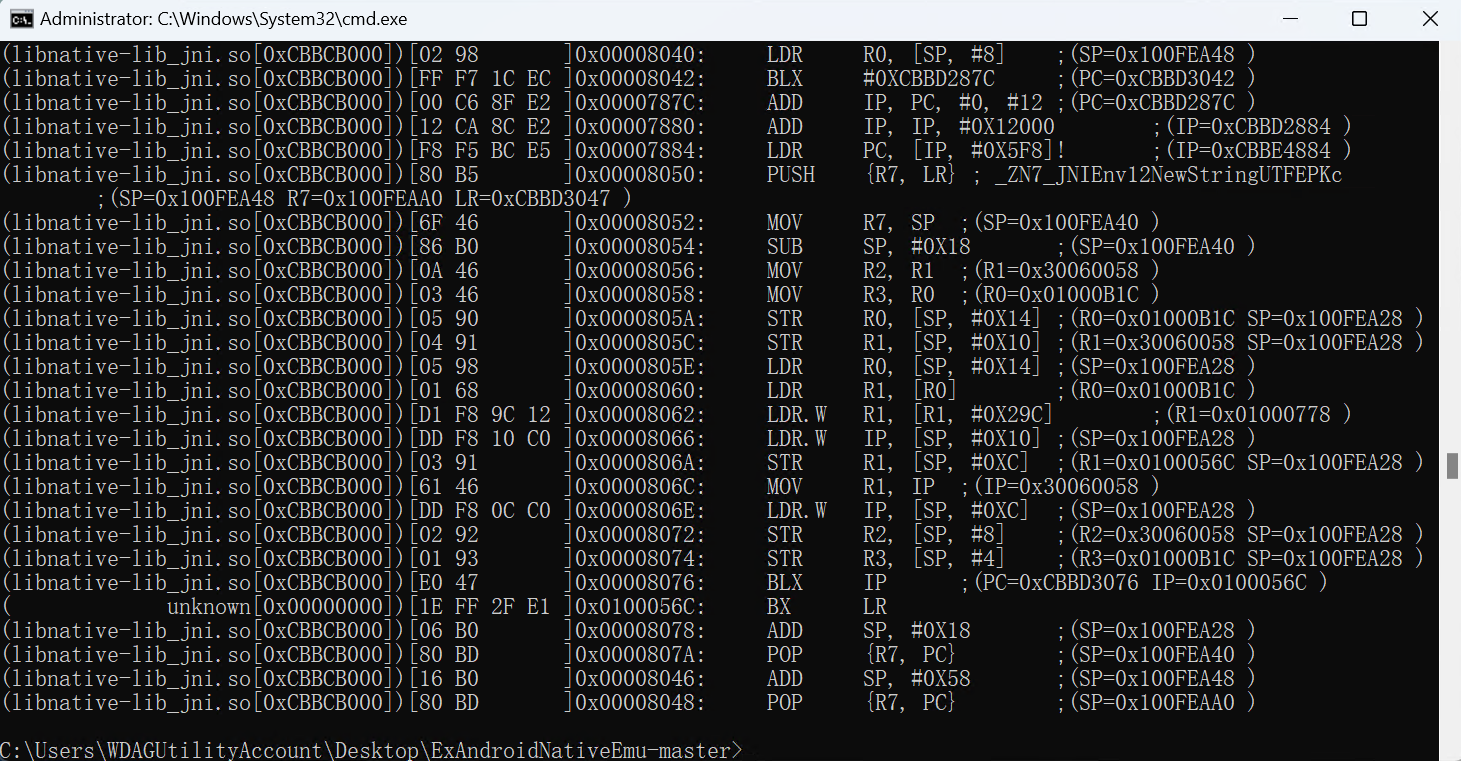 Administrator: C:\Windows\System32\cmd.exe
(libnative-lib_jni.so[0xCBBCB000])[02 98       ]0x00008040:     LDR     R0, [SP, #8]     ;(SP=0x100FEA48 )
(libnative-lib_jni.so[0xCBBCB000])[FF F7 1C EC ]0x00008042:     BLX     #0XCBBD287C      ;(PC=0xCBBD3042 )
(libnative-lib_jni.so[0xCBBCB000])[00 C6 8F E2 ]0x0000787C:     ADD     IP, PC, #0, #12 ;(PC=0xCBBD287C )
(libnative-lib_jni.so[0xCBBCB000])[12 CA 8C E2 ]0x00007880:     ADD     IP, IP, #0X12000         ;(IP=0xCBBD2884 )
(libnative-lib_jni.so[0xCBBCB000])[F8 F5 BC E5 ]0x00007884:     LDR     PC, [IP, #0X5F8]!        ;(IP=0xCBBE4884 )
(libnative-lib_jni.so[0xCBBCB000])[80 B5       ]0x00008050:     PUSH    {R7, LR} ; _ZN7_JNIEnv12NewStringUTFEPKc
        ;(SP=0x100FEA48 R7=0x100FEAA0 LR=0xCBBD3047 )
(libnative-lib_jni.so[0xCBBCB000])[6F 46       ]0x00008052:     MOV     R7, SP  ;(SP=0x100FEA40 )
(libnative-lib_jni.so[0xCBBCB000])[86 B0       ]0x00008054:     SUB     SP, #0X18       ;(SP=0x100FEA40 )
(libnative-lib_jni.so[0xCBBCB000])[0A 46       ]0x00008056:     MOV     R2, R1  ;(R1=0x30060058 )
(libnative-lib_jni.so[0xCBBCB000])[03 46       ]0x00008058:     MOV     R3, R0  ;(R0=0x01000B1C )
(libnative-lib_jni.so[0xCBBCB000])[05 90       ]0x0000805A:     STR     R0, [SP, #0X14] ;(R0=0x01000B1C SP=0x100FEA28 )
(libnative-lib_jni.so[0xCBBCB000])[04 91       ]0x0000805C:     STR     R1, [SP, #0X10] ;(R1=0x30060058 SP=0x100FEA28 )
(libnative-lib_jni.so[0xCBBCB000])[05 98       ]0x0000805E:     LDR     R0, [SP, #0X14] ;(SP=0x100FEA28 )
(libnative-lib_jni.so[0xCBBCB000])[01 68       ]0x00008060:     LDR     R1, [R0]        ;(R0=0x01000B1C )
(libnative-lib_jni.so[0xCBBCB000])[D1 F8 9C 12 ]0x00008062:     LDR.W   R1, [R1, #0X29C]        ;(R1=0x01000778 )
(libnative-lib_jni.so[0xCBBCB000])[DD F8 10 C0 ]0x00008066:     LDR.W   IP, [SP, #0X10] ;(SP=0x100FEA28 )
(libnative-lib_jni.so[0xCBBCB000])[03 91       ]0x0000806A:     STR     R1, [SP, #0XC]  ;(R1=0x0100056C SP=0x100FEA28 )
(libnative-lib_jni.so[0xCBBCB000])[61 46       ]0x0000806C:     MOV     R1, IP  ;(IP=0x30060058 )
(libnative-lib_jni.so[0xCBBCB000])[DD F8 0C C0 ]0x0000806E:     LDR.W   IP, [SP, #0XC]  ;(SP=0x100FEA28 )
(libnative-lib_jni.so[0xCBBCB000])[02 92       ]0x00008072:     STR     R2, [SP, #8]    ;(R2=0x30060058 SP=0x100FEA28 )
(libnative-lib_jni.so[0xCBBCB000])[01 93       ]0x00008074:     STR     R3, [SP, #4]    ;(R3=0x01000B1C SP=0x100FEA28 )
(libnative-lib_jni.so[0xCBBCB000])[E0 47       ]0x00008076:     BLX     IP      ;(PC=0xCBBD3076 IP=0x0100056C )
(             unknown[0x00000000])[1E FF 2F E1 ]0x0100056C:     BX      LR
(libnative-lib_jni.so[0xCBBCB000])[06 B0       ]0x00008078:     ADD     SP, #0X18       ;(SP=0x100FEA28 )
(libnative-lib_jni.so[0xCBBCB000])[80 BD       ]0x0000807A:     POP     {R7, PC}        ;(SP=0x100FEA40 )
(libnative-lib_jni.so[0xCBBCB000])[16 B0       ]0x00008046:     ADD     SP, #0X58       ;(SP=0x100FEA48 )
(libnative-lib_jni.so[0xCBBCB000])[80 BD       ]0x00008048:     POP     {R7, PC}        ;(SP=0x100FEAA0 )
C:\Users\WDAGUtilityAccount\Desktop\ExAndroidNativeEmu-master>